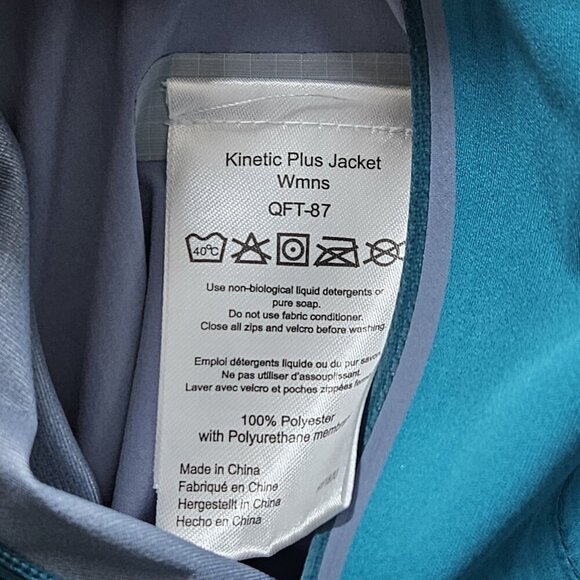 Kinetic Plus Jacket
Wmns
QFT-87
40°C
Use non-biological liquid detergents or
pure soap.
Do not use fabric conditioner.
Close all zips and velcro before washing
Emploi détergents liquide ou du pur savon
Ne pas utiliser d'assouplissant.
Laver avec velcro et poches zippées
100% Polyester
with Polyurethane
Made in China
Fabriqué en Chine
Hergestellt in China
Hecho en China